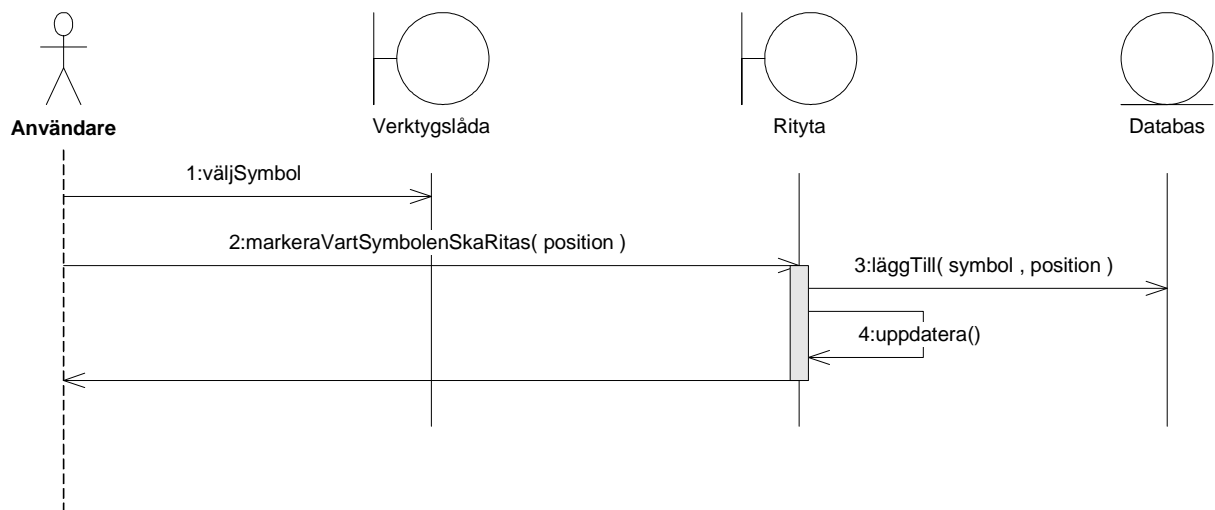 Användare
Verktygslåda
Rityta
Databas
1:väljSymbol
2:markeraVartSymbolenSkaRitas( position )
3:läggTill( symbol , position )
4:uppdatera()